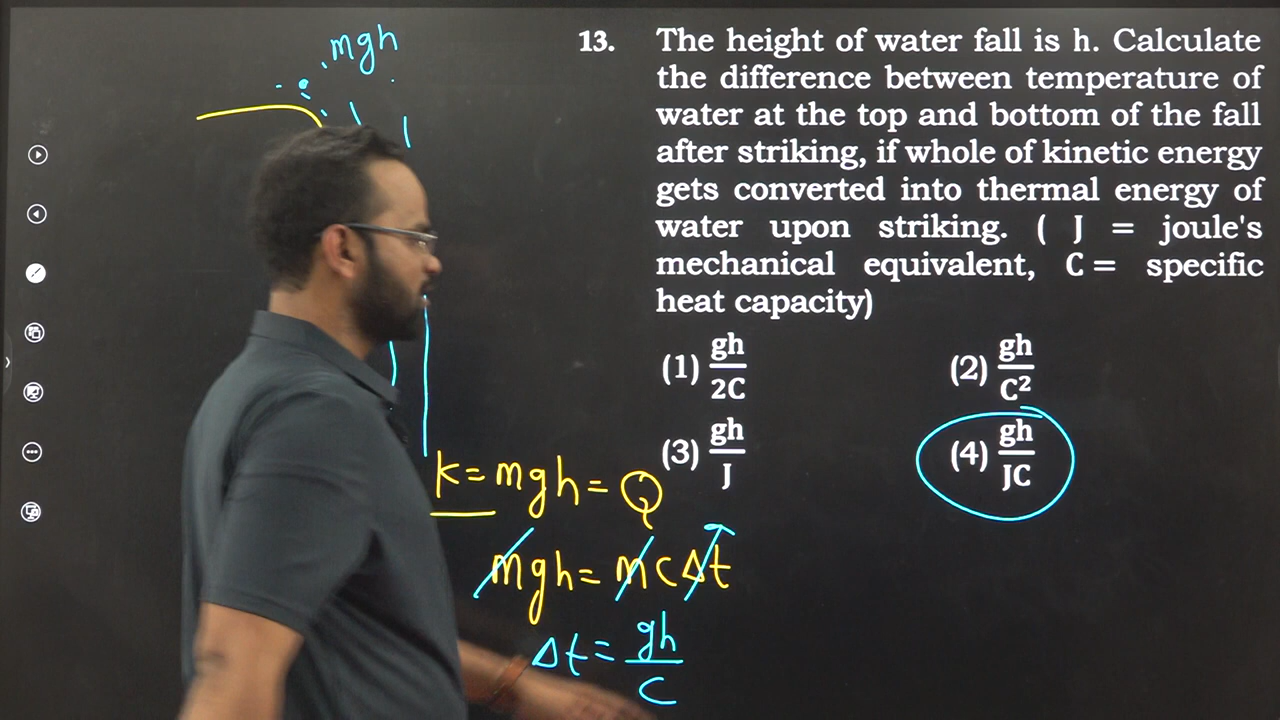 mgh
13. The height of water fall is h. Calculate
the difference between temperature of
water at the top and bottom of the fall
after striking, if whole of kinetic energy
gets converted into thermal energy of
water upon striking. ( J = joule's
mechanical equivalent, C = specific
heat capacity)
(1) gh/2C (2) gh/C²
(3) gh/J (4) gh/JC
k = mgh = Q
mgh = mcΔt
Δt = gh/C